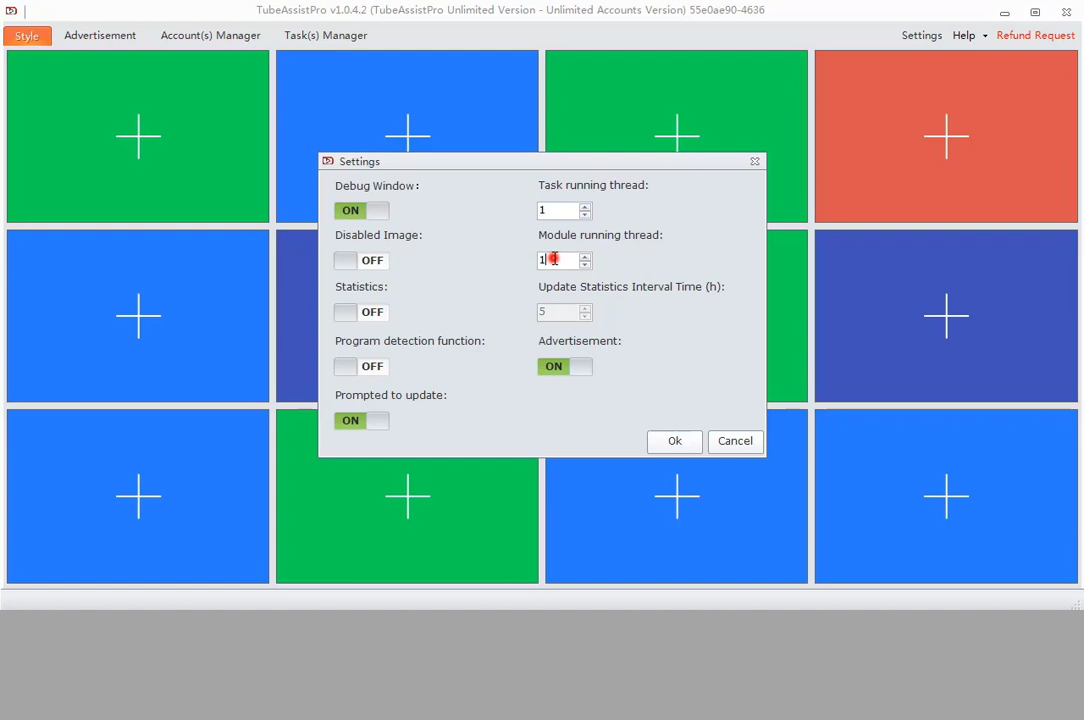 TubeAssistPro v1.0.4.2 (TubeAssistPro Unlimited Version - Unlimited Accounts Version) 55e0ae90-4636
Style Advertisement Account(s) Manager Task(s) Manager Settings Help Refund Request
Settings
Debug Window: Task running thread:
ON 1
Disabled Image: Module running thread:
OFF 1
Statistics: Update Statistics Interval Time (h):
OFF 5
Program detection function: Advertisement:
OFF ON
Prompted to update:
ON
Ok Cancel